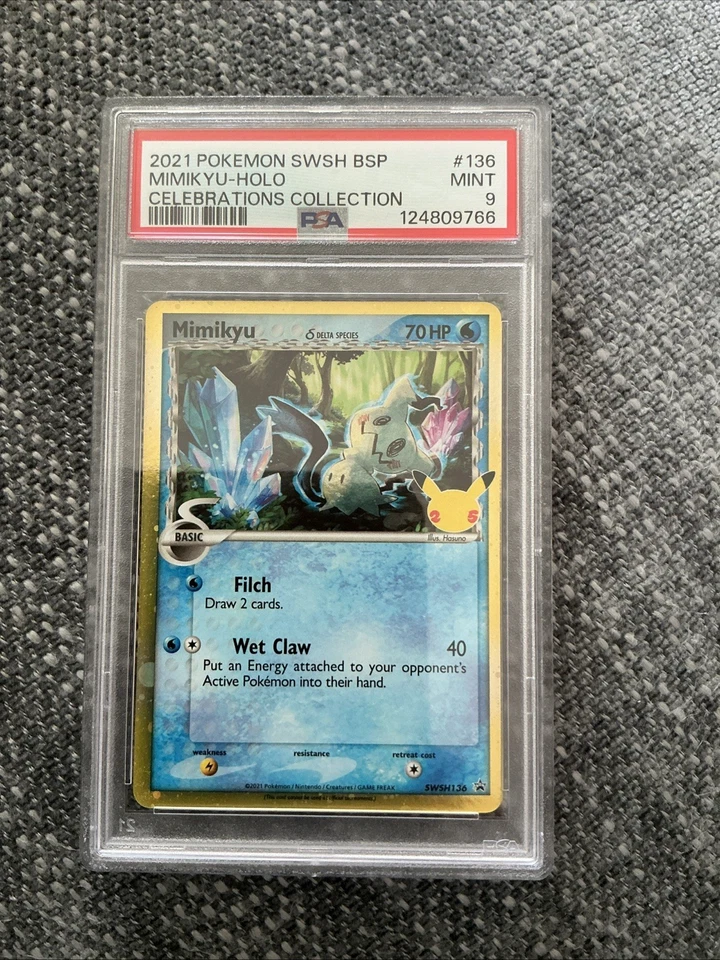 2021 POKEMON SWSH BSP #136
MIMIKYU-HOLO MINT
CELEBRATIONS COLLECTION 9
PSA 124809766
Mimikyu δ DELTA SPECIES 70 HP
25
δ
BASIC
Illus. Hasuno
Filch
Draw 2 cards.
Wet Claw 40
Put an Energy attached to your opponent's
Active Pokémon into their hand.
weakness resistance retreat cost
©2021 Pokémon / Nintendo / Creatures / GAME FREAK SWSH136
PSA